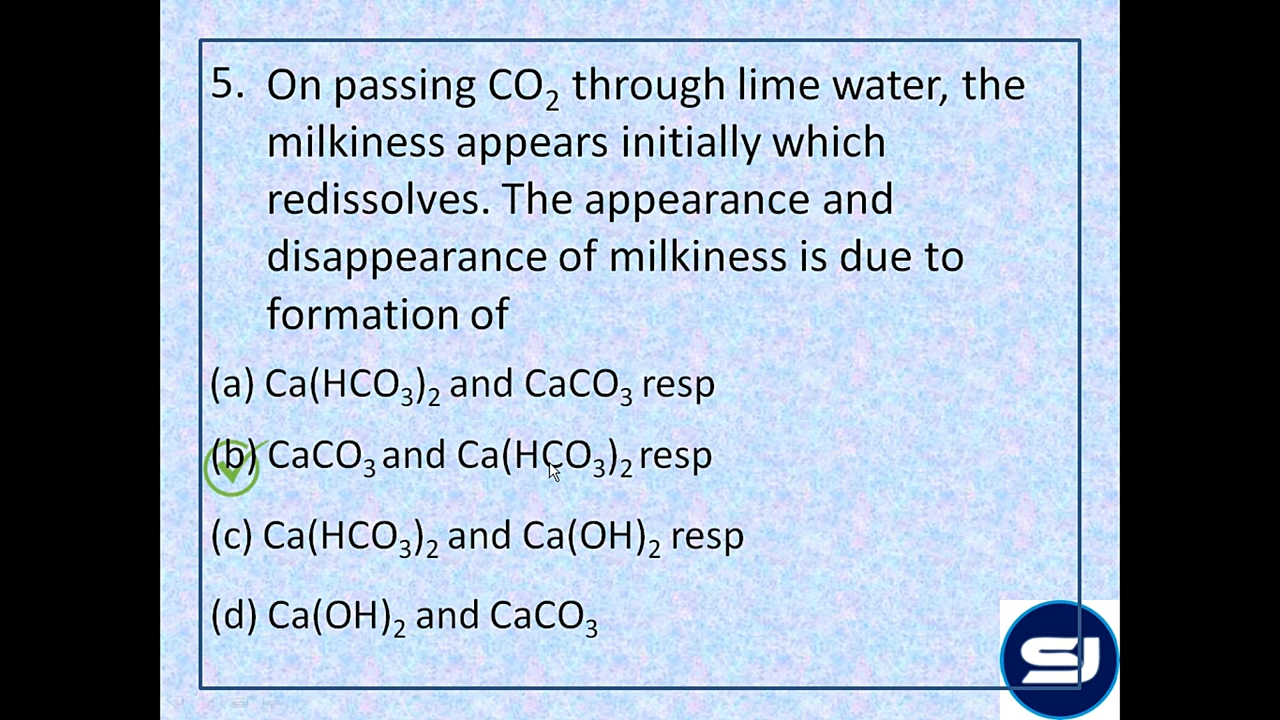 5. On passing CO₂ through lime water, the
milkiness appears initially which
redissolves. The appearance and
disappearance of milkiness is due to
formation of
(a) Ca(HCO₃)₂ and CaCO₃ resp
(b) CaCO₃ and Ca(HCO₃)₂ resp
(c) Ca(HCO₃)₂ and Ca(OH)₂ resp
(d) Ca(OH)₂ and CaCO₃
SJ